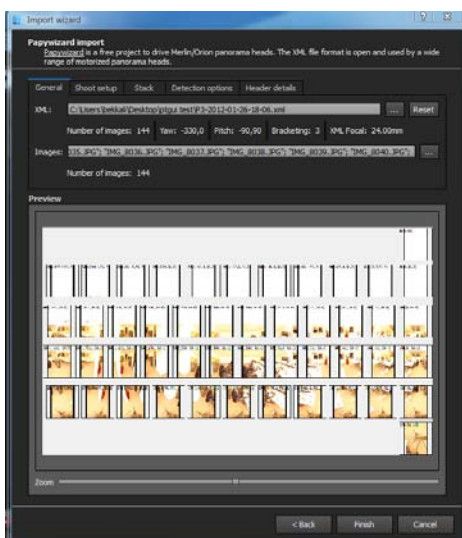 Import wizard
Papywizard import
Papywizard is a free project to drive Merlin/Orion panorama heads. The XML file format is open and used by a wide
range of motorized panorama heads.
General Shoot setup Stack Detection options Header details
XML: C:\Users\bekkali\Desktop\ptgui test\P3-2012-01-26-18-06.xml ... Reset
Number of images: 144 Yaw: -330,0 Pitch: -90,90 Bracketing: 3 XML Focal: 24.00mm
Images: 035.JPG"; "IMG_8036.JPG"; "IMG_8037.JPG"; "IMG_8038.JPG"; "IMG_8039.JPG"; "IMG_8040.JPG"; ...
Number of images: 144
Preview
Zoom
< Back Finish Cancel